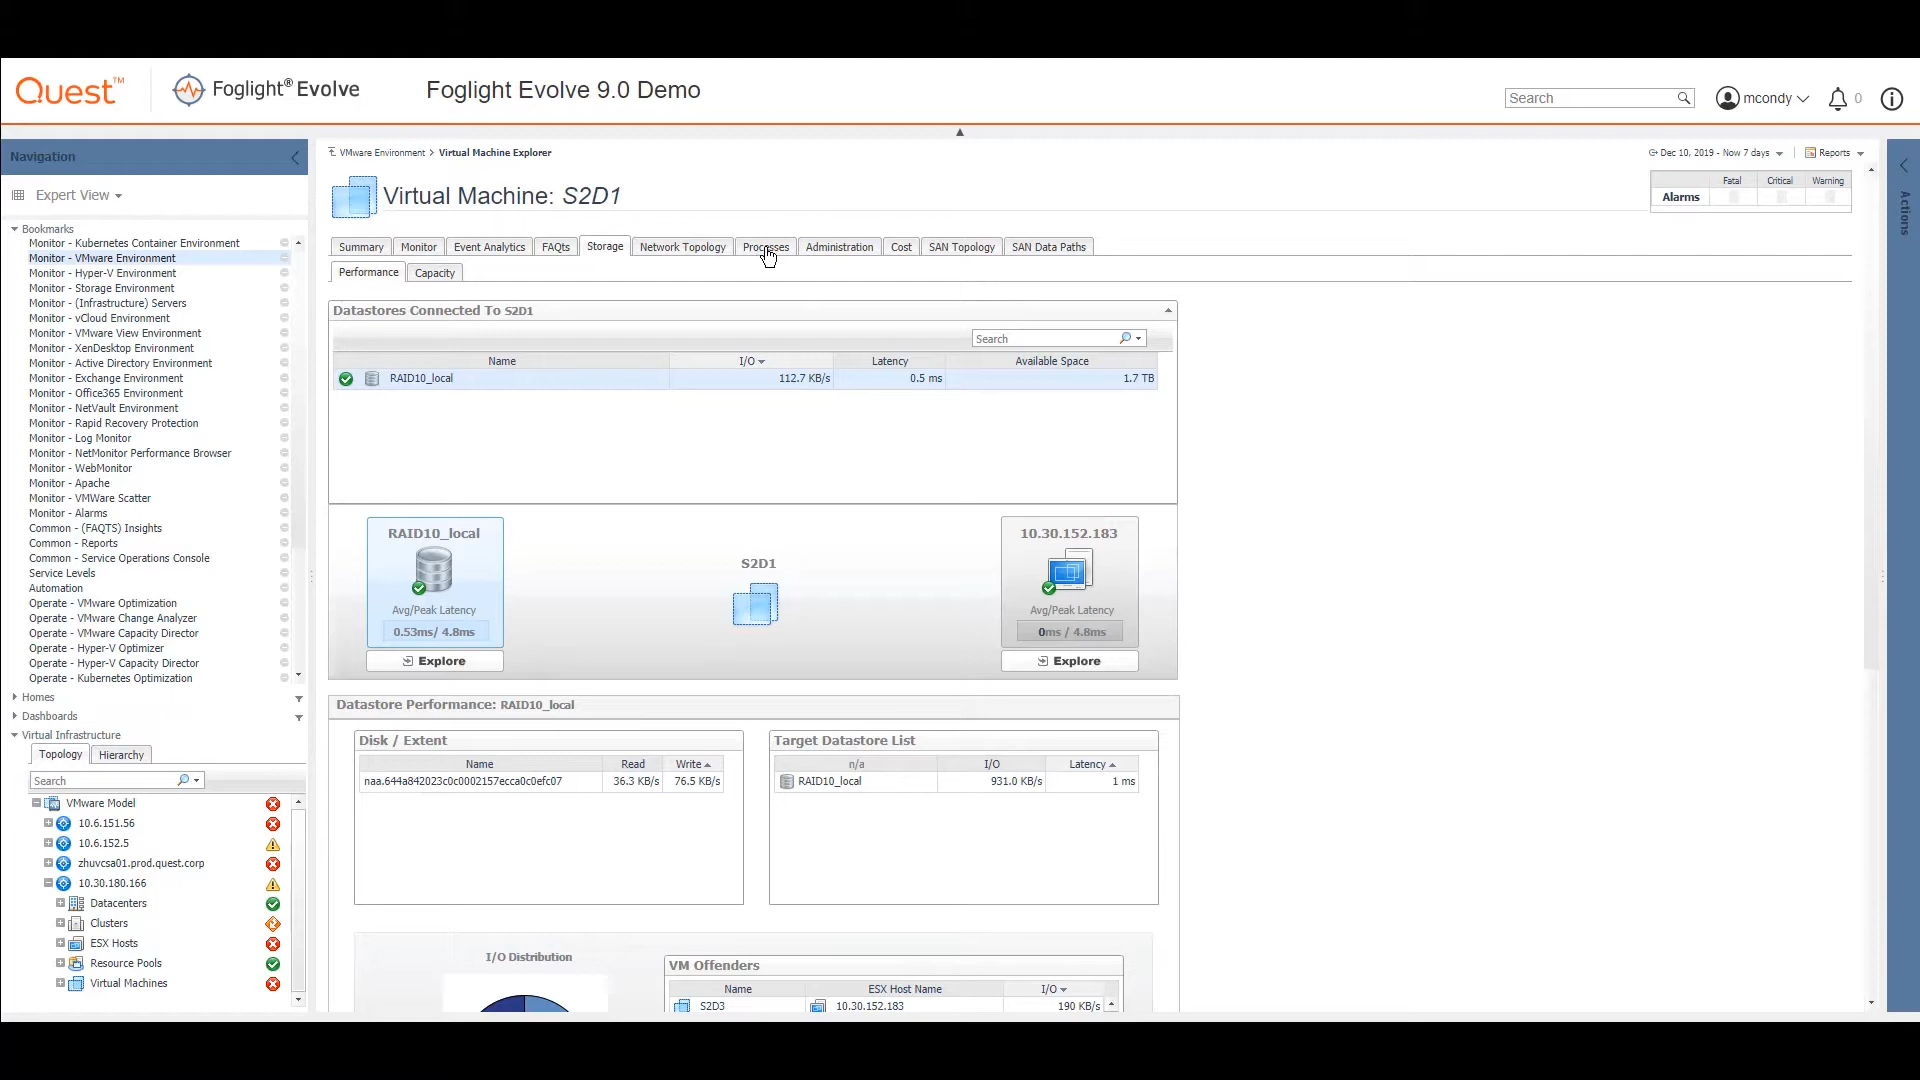 Quest™
Foglight® Evolve
Foglight Evolve 9.0 Demo
Search
mcondy
0
Navigation
Expert View
Bookmarks
Monitor - Kubernetes Container Environment
Monitor - VMware Environment
Monitor - Hyper-V Environment
Monitor - Storage Environment
Monitor - (Infrastructure) Servers
Monitor - vCloud Environment
Monitor - VMware View Environment
Monitor - XenDesktop Environment
Monitor - Active Directory Environment
Monitor - Exchange Environment
Monitor - Office365 Environment
Monitor - NetVault Environment
Monitor - Rapid Recovery Protection
Monitor - Log Monitor
Monitor - NetMonitor Performance Browser
Monitor - WebMonitor
Monitor - Apache
Monitor - VMWare Scatter
Monitor - Alarms
Common - (FAQTS) Insights
Common - Reports
Common - Service Operations Console
Service Levels
Automation
Operate - VMware Optimization
Operate - VMware Change Analyzer
Operate - VMware Capacity Director
Operate - Hyper-V Optimizer
Operate - Hyper-V Capacity Director
Operate - Kubernetes Optimization
Homes
Dashboards
Virtual Infrastructure
Topology Hierarchy
Search
VMware Model
10.6.151.56
10.6.152.5
zhuvcsa01.prod.quest.corp
10.30.180.166
Datacenters
Clusters
ESX Hosts
Resource Pools
Virtual Machines
VMware Environment > Virtual Machine Explorer
Dec 10, 2019 - Now 7 days
Reports
Virtual Machine: S2D1
Fatal Critical Warning
Alarms
Actions
Summary Monitor Event Analytics FAQts Storage Network Topology Processes Administration Cost SAN Topology SAN Data Paths
Performance Capacity
Datastores Connected To S2D1
Search
Name I/O Latency Available Space
RAID10_local 112.7 KB/s 0.5 ms 1.7 TB
RAID10_local
Avg/Peak Latency
0.53ms/ 4.8ms
Explore
S2D1
10.30.152.183
Avg/Peak Latency
0ms / 4.8ms
Explore
Datastore Performance: RAID10_local
Disk / Extent
Name Read Write
naa.644a842023c0c0002157ecca0c0efc07 36.3 KB/s 76.5 KB/s
Target Datastore List
n/a I/O Latency
RAID10_local 931.0 KB/s 1 ms
I/O Distribution
VM Offenders
Name ESX Host Name I/O
S2D3 10.30.152.183 190 KB/s